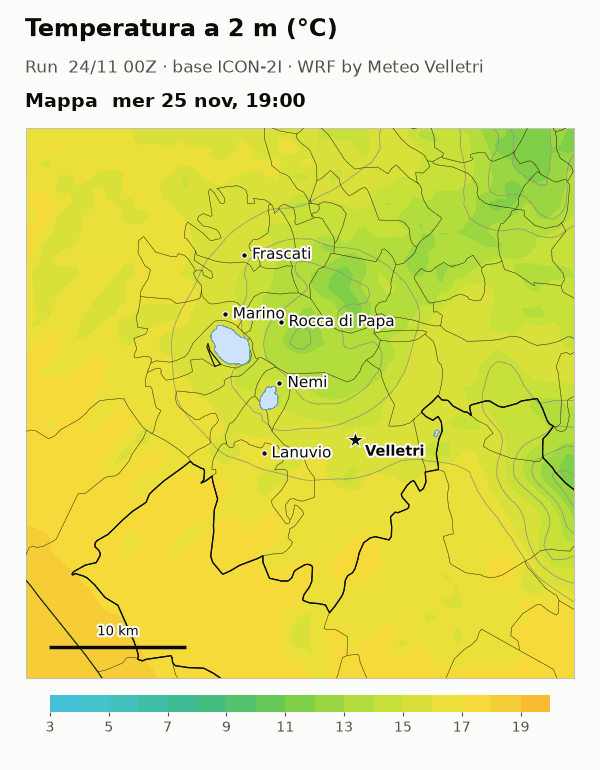 Temperatura a 2 m (°C)
Run  24/11 00Z · base ICON-2I · WRF by Meteo Velletri
Mappa  mer 25 nov, 19:00
Frascati
Marino
Rocca di Papa
Nemi
Velletri
Lanuvio
10 km
3 5 7 9 11 13 15 17 19